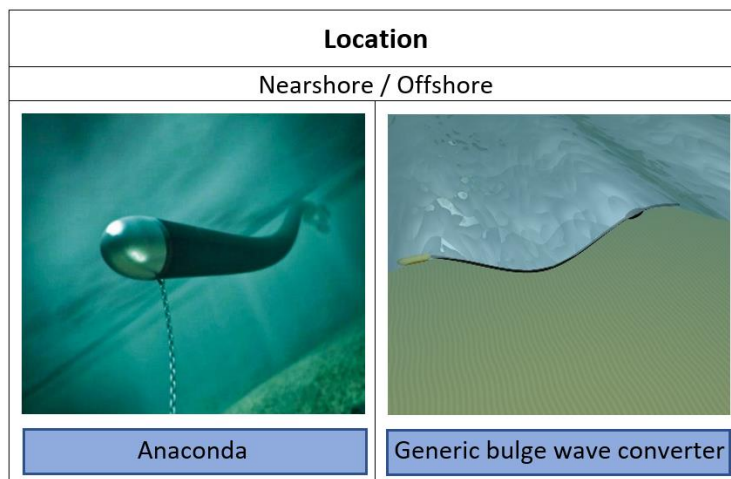 Location
Nearshore / Offshore
Anaconda
Generic bulge wave converter